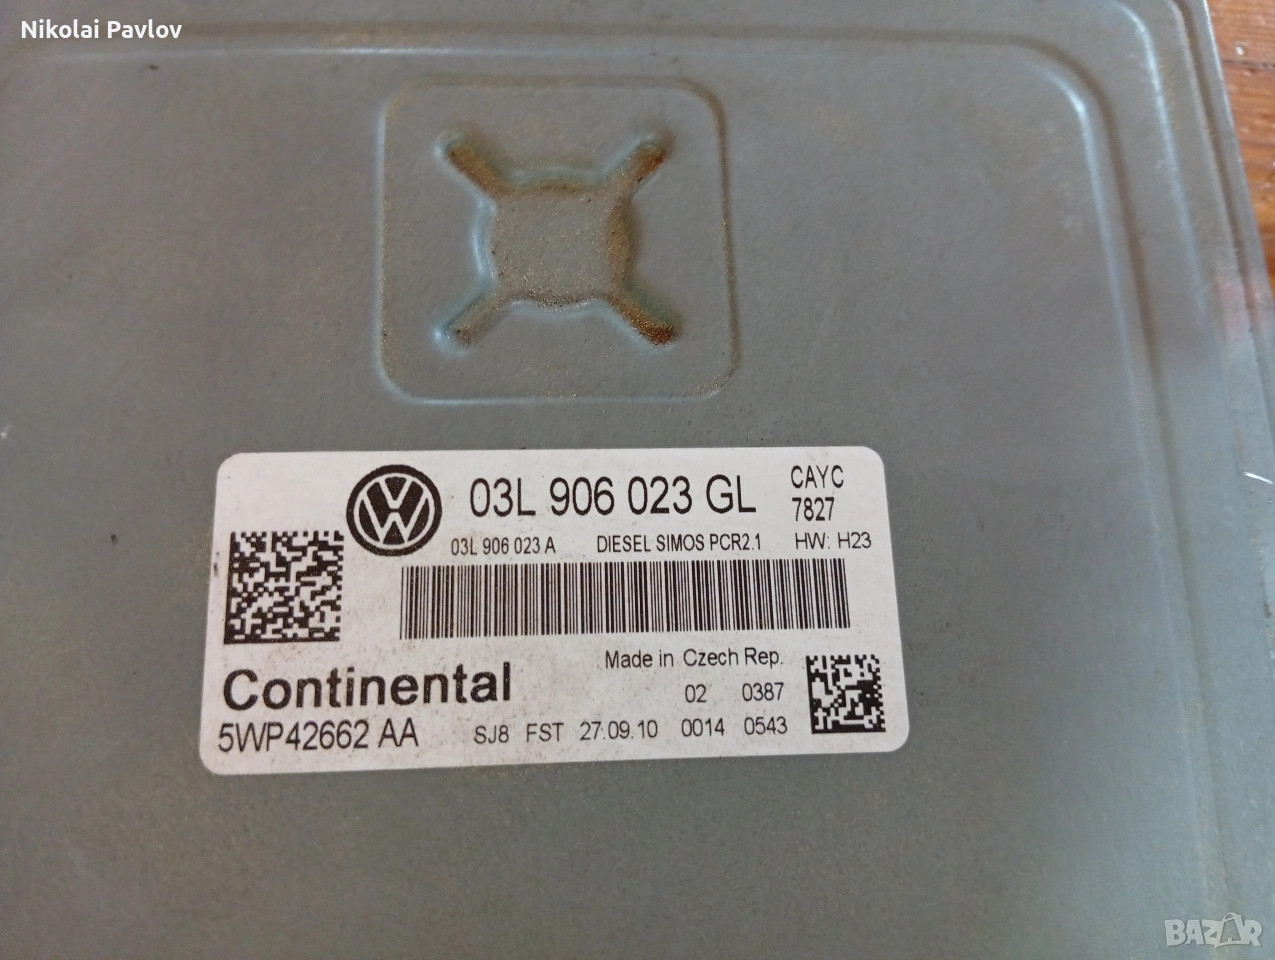 Nikolai Pavlov
03L 906 023 GL
CAYC
7827
03L 906 023 A DIESEL SIMOS PCR2.1 HW: H23
Made in Czech Rep.
Continental
02 0387
5WP42662 AA SJ8 FST 27.09.10 0014 0543
BAZAR